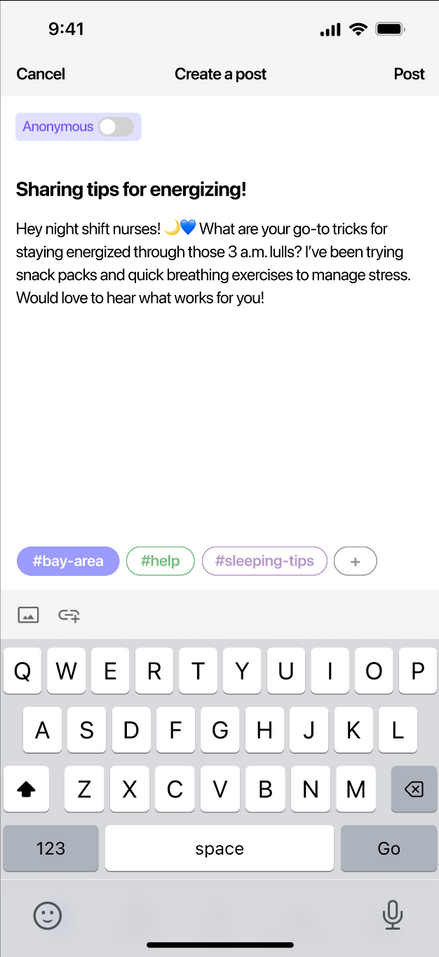 9:41
Cancel Create a post Post
Anonymous
Sharing tips for energizing!
Hey night shift nurses! 🌙💙 What are your go-to tricks for
staying energized through those 3 a.m. lulls? I’ve been trying
snack packs and quick breathing exercises to manage stress.
Would love to hear what works for you!
#bay-area #help #sleeping-tips +
Q W E R T Y U I O P
A S D F G H J K L
Z X C V B N M
123 space Go